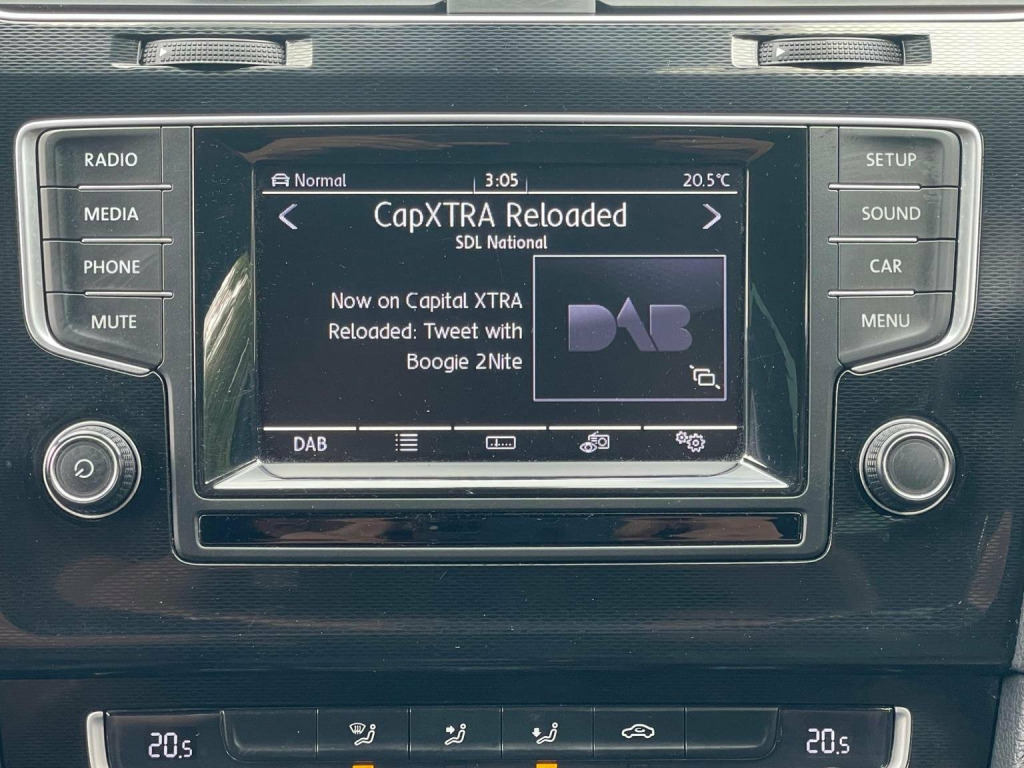 RADIO
MEDIA
PHONE
MUTE
Normal
3:05
20.5°C
CapXTRA Reloaded
SDL National
Now on Capital XTRA
Reloaded: Tweet with
Boogie 2Nite
DAB
DAB
SETUP
SOUND
CAR
MENU
20.5
20.5